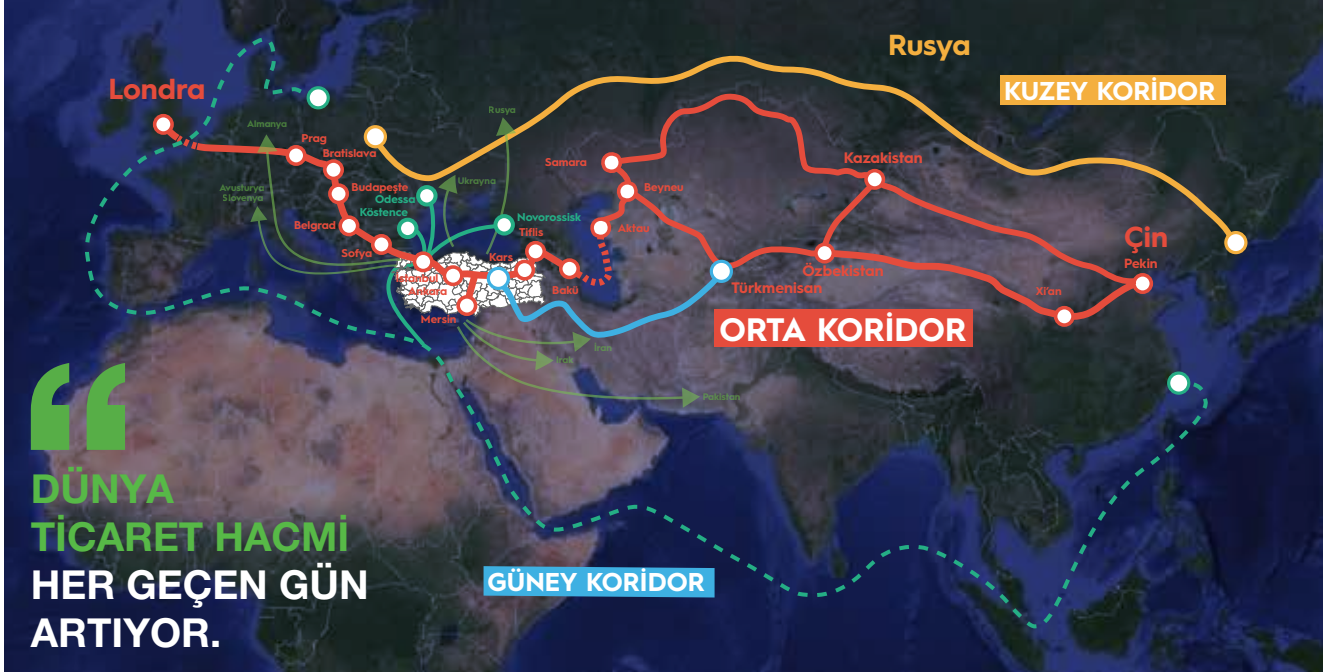 Rusya
KUZEY KORİDOR
Londra
Almanya
Rusya
Prag
Bratislava
Samara
Kazakistan
Avusturya
Slovenya
Budapeşte
Ukrayna
Beyneu
Odessa
Köstence
Belgrad
Novorossisk
Tiflis
Aktau
Çin
Pekin
Sofya
Kars
İstanbul
Ankara
Bakü
Özbekistan
Türkmenisan
Xi'an
Mersin
ORTA KORİDOR
İran
Irak
Pakistan
DÜNYA
TİCARET HACMİ
HER GEÇEN GÜN
ARTIYOR.
GÜNEY KORİDOR